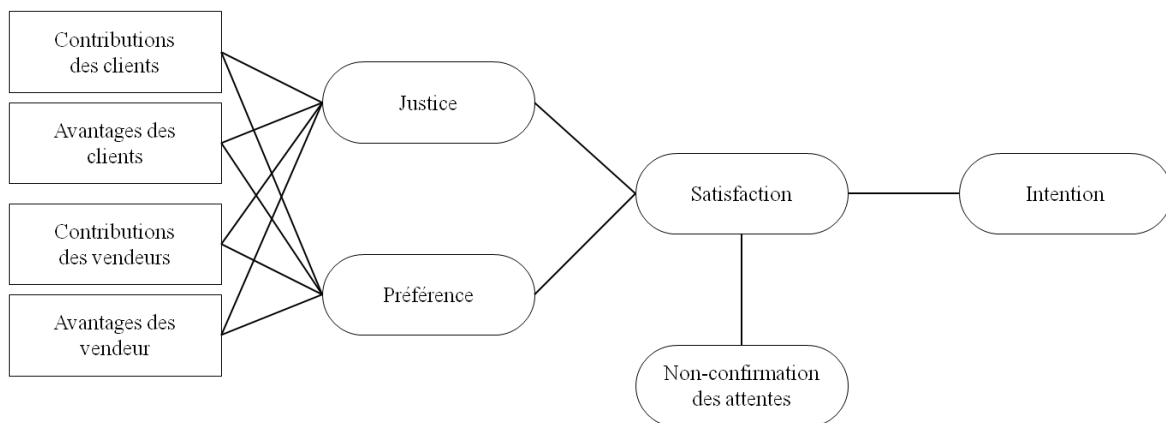 Contributions
des clients
Avantages des
clients
Contributions
des vendeurs
Avantages des
vendeur
Justice
Préférence
Satisfaction
Non-confirmation
des attentes
Intention